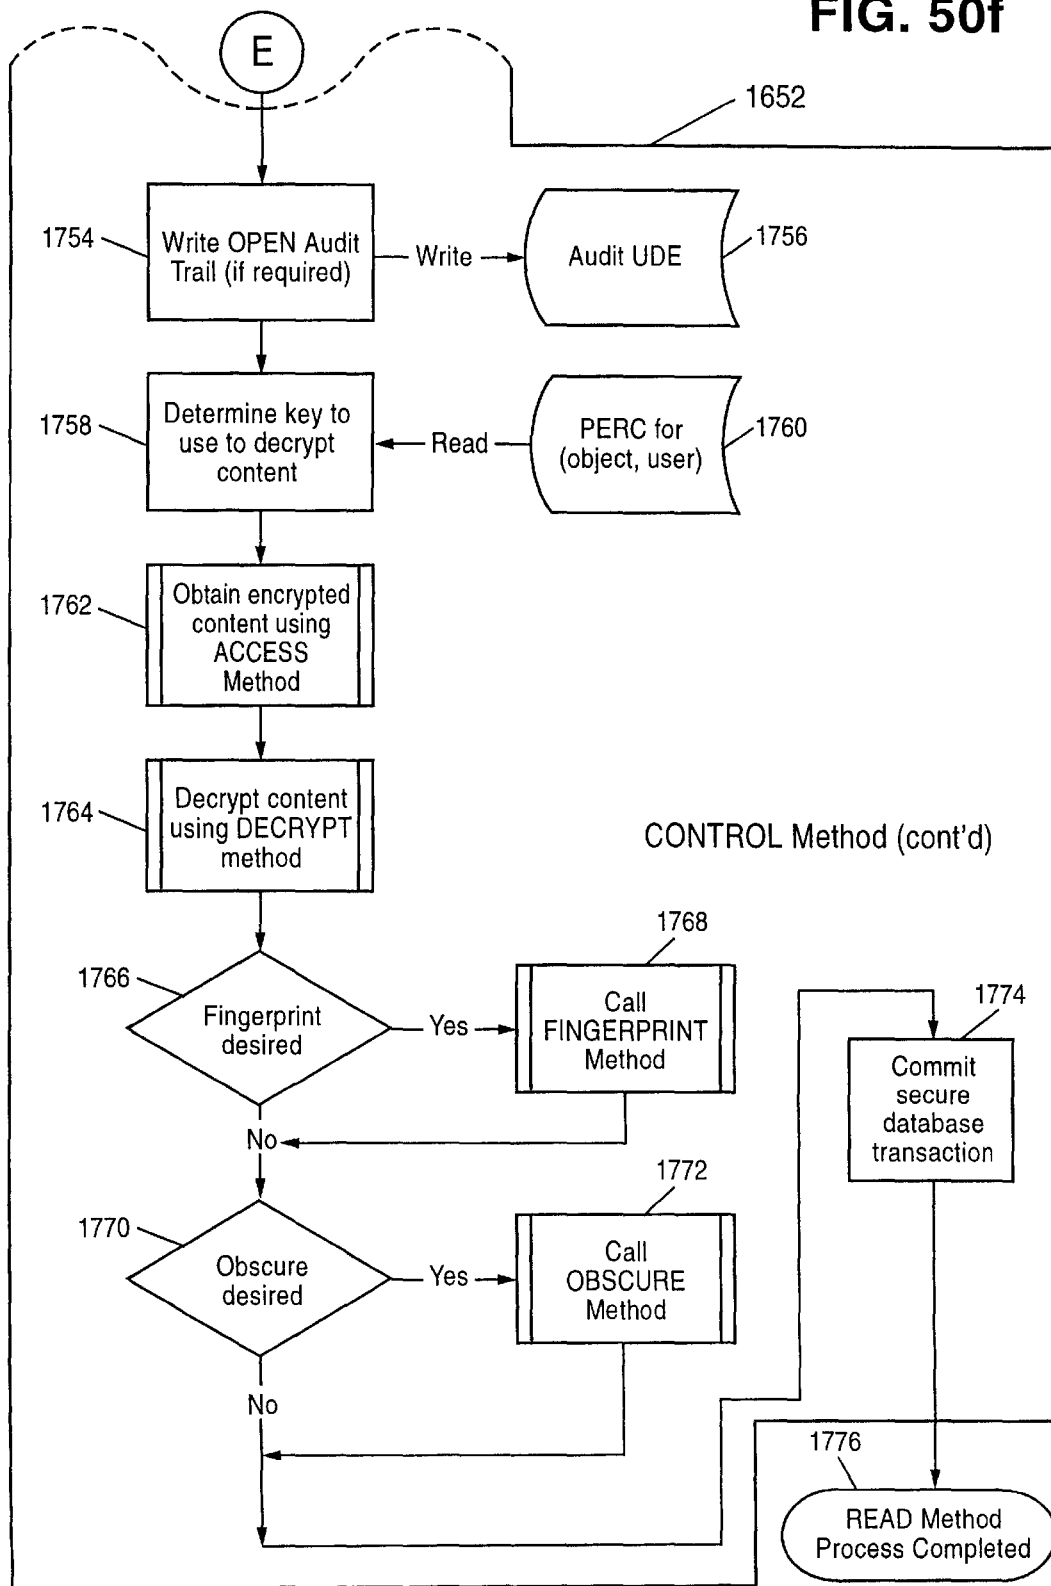 FIG. 50f
E
1652
1754
Write OPEN Audit
Trail (if required)
Write
Audit UDE
1756
1758
Determine key to
use to decrypt
content
Read
PERC for
(object, user)
1760
1762
Obtain encrypted
content using
ACCESS
Method
1764
Decrypt content
using DECRYPT
method
CONTROL Method (cont'd)
1766
Fingerprint
desired
Yes
1768
Call
FINGERPRINT
Method
No
1774
Commit
secure
database
transaction
1770
Obscure
desired
Yes
1772
Call
OBSCURE
Method
No
1776
READ Method
Process Completed